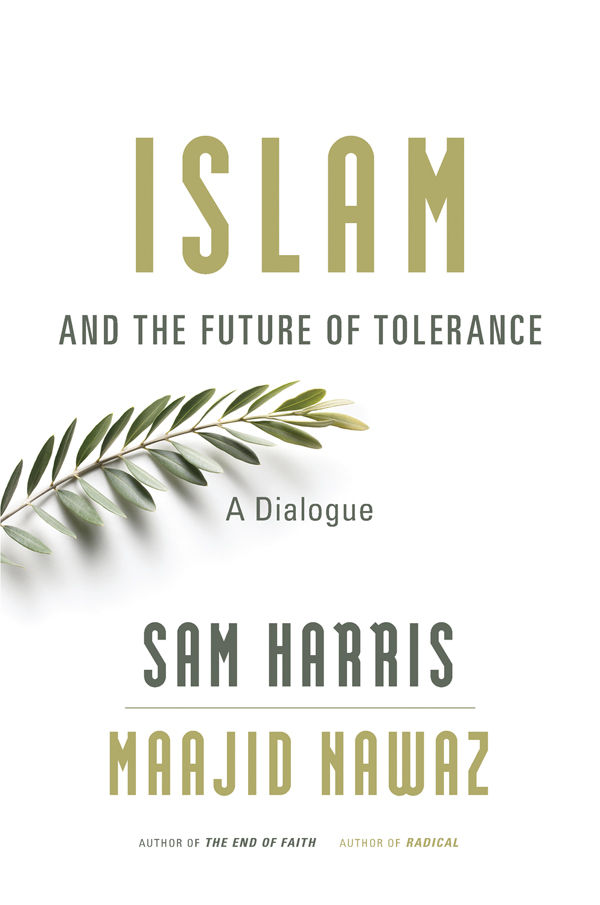 ISLAM
AND THE FUTURE OF TOLERANCE
A Dialogue
SAM HARRIS
MAAJID NAWAZ
AUTHOR OF THE END OF FAITH AUTHOR OF RADICAL